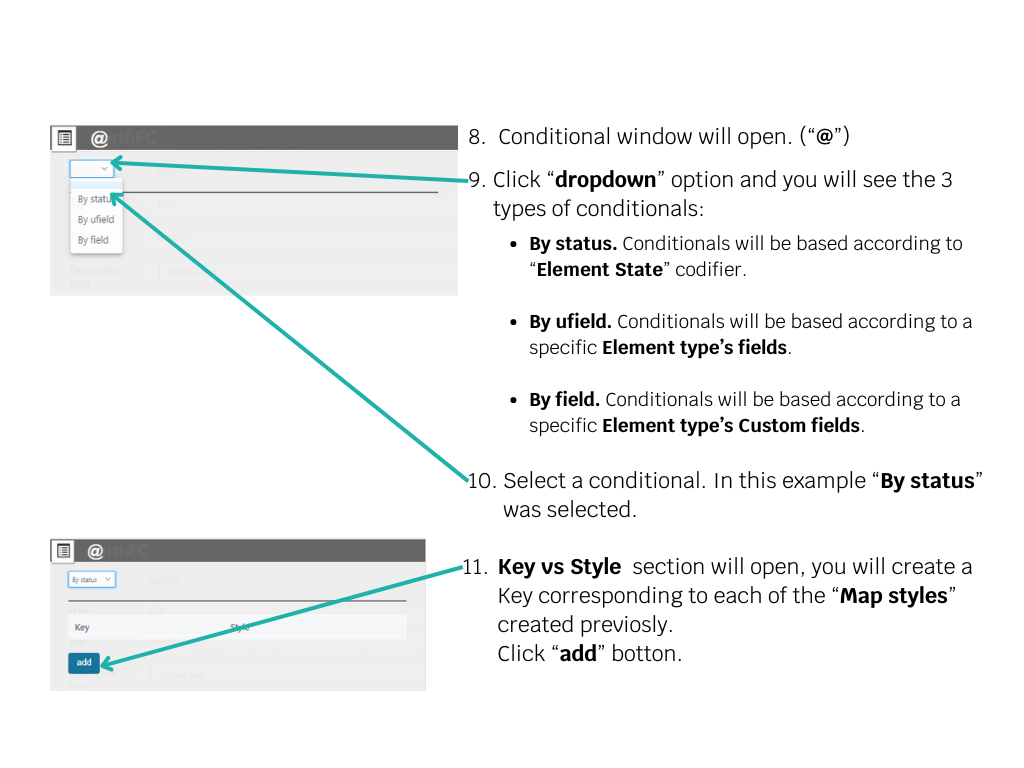 @
By status
By ufield
By field
8. Conditional window will open. (“@”)
9. Click “dropdown” option and you will see the 3
types of conditionals:
• By status. Conditionals will be based according to
“Element State” codifier.
• By ufield. Conditionals will be based according to a
specific Element type’s fields.
• By field. Conditionals will be based according to a
specific Element type’s Custom fields.
10. Select a conditional. In this example “By status”
was selected.
@
By status
Key Style
add
11. Key vs Style section will open, you will create a
Key corresponding to each of the “Map styles”
created previosly.
Click “add” botton.